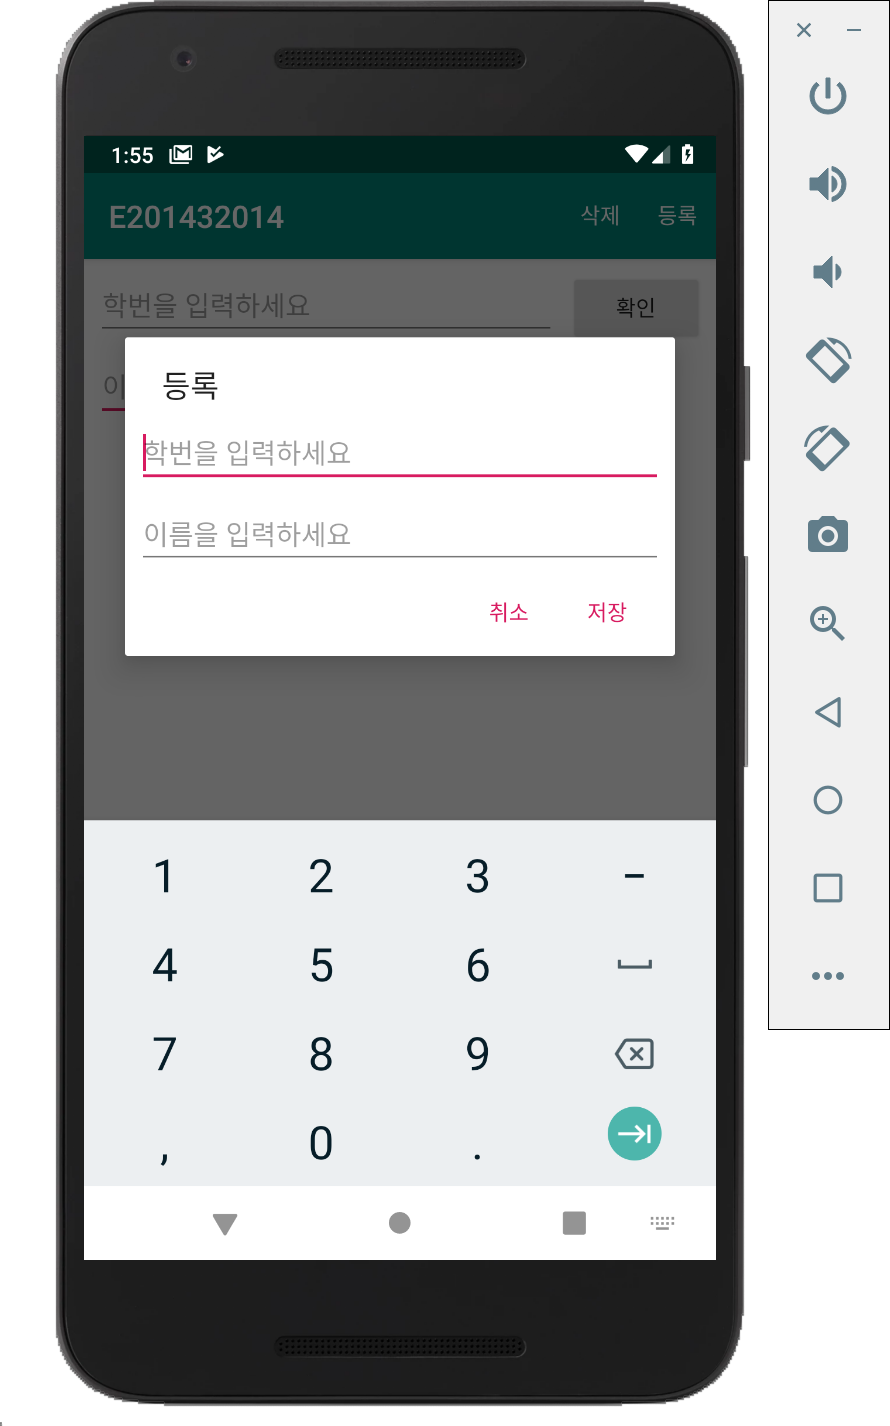 1:55
E201432014 삭제 등록
학번을 입력하세요 확인
이
등록
학번을 입력하세요
이름을 입력하세요
취소 저장
1 2 3 –
4 5 6
7 8 9
, 0 .